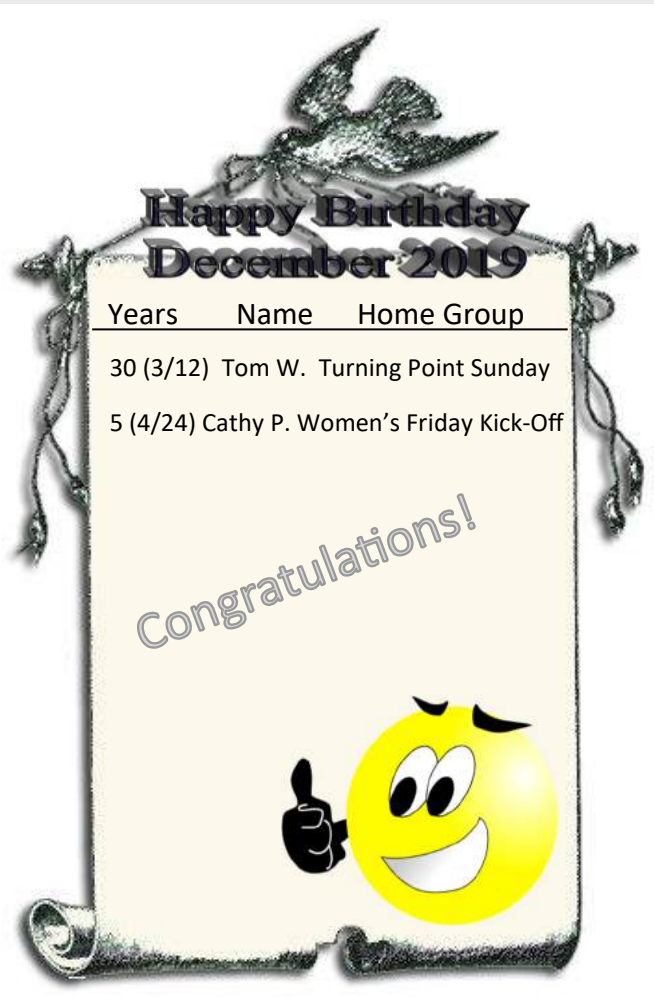 Happy Birthday
December 2019
Years Name Home Group
30 (3/12) Tom W. Turning Point Sunday
5 (4/24) Cathy P. Women’s Friday Kick-Off
Congratulations!